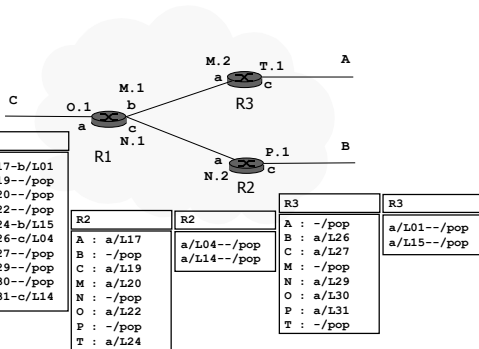 M.2
T.1
A
a
c
M.1
R3
C
O.1
b
a
c
P.1
B
R1
N.1
a
c
N.2
R2
17-b/L01
19--/pop
20--/pop
22--/pop
24-b/L15
26-c/L04
27--/pop
29--/pop
30--/pop
31-c/L14
R2
A : a/L17
B : -/pop
C : a/L19
M : a/L20
N : -/pop
O : a/L22
P : -/pop
T : a/L24
R2
a/L04--/pop
a/L14--/pop
R3
A : -/pop
B : a/L26
C : a/L27
M : -/pop
N : a/L29
O : a/L30
P : a/L31
T : -/pop
R3
a/L01--/pop
a/L15--/pop